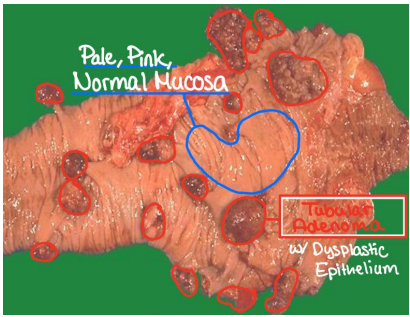 Pale, Pink,
Normal Mucosa
Tubular
Adenoma
w/ Dysplastic
Epithelium